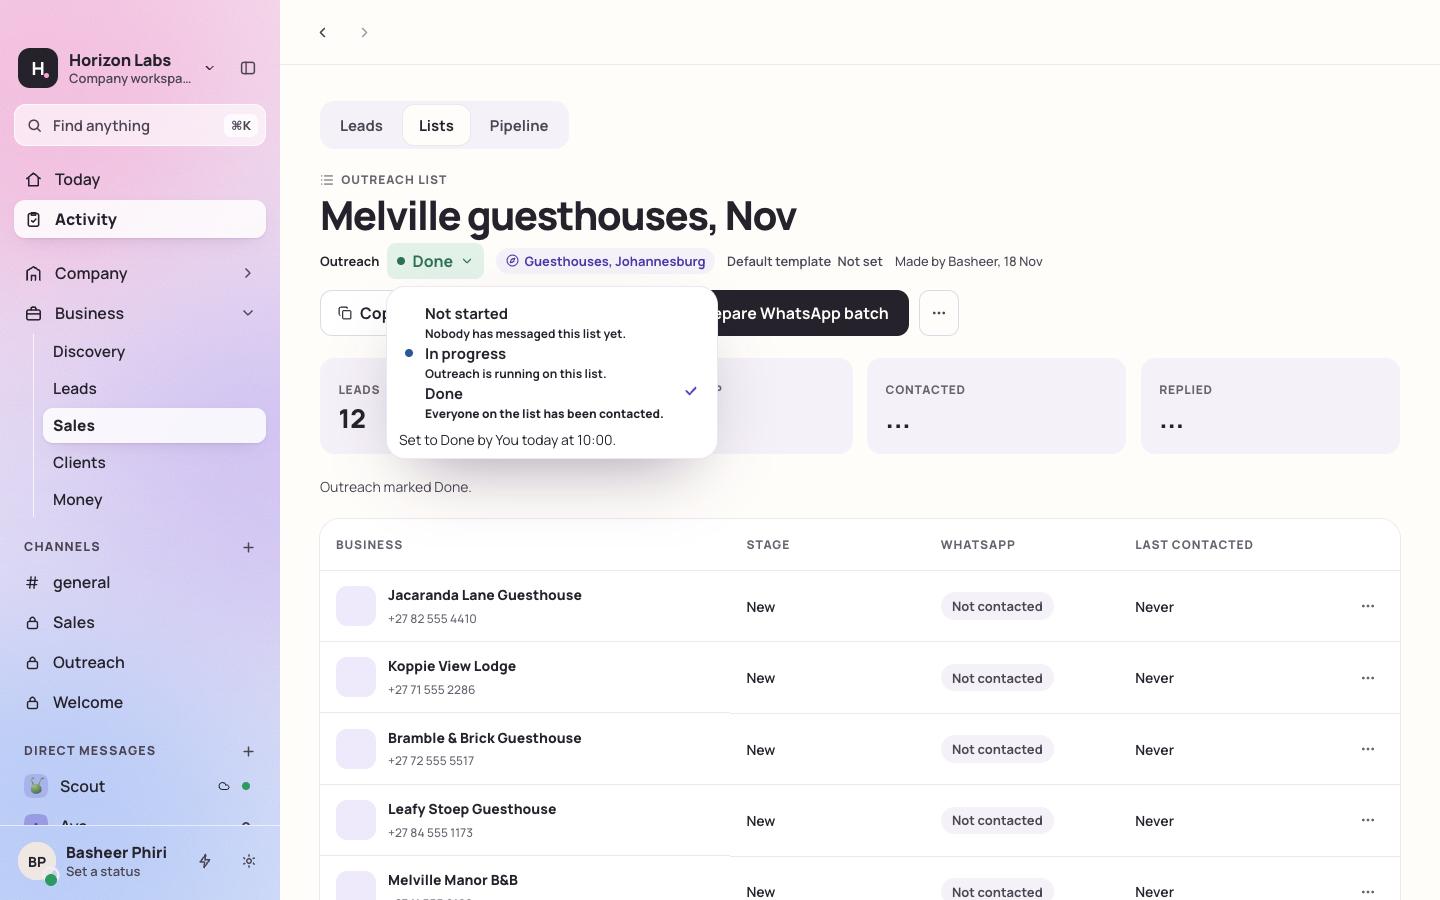 Horizon Labs
Company workspa...
Find anything
⌘K
Today
Activity
Company
Business
Discovery
Leads
Sales
Clients
Money
CHANNELS
# general
Sales
Outreach
Welcome
DIRECT MESSAGES
Scout
BP
Basheer Phiri
Set a status
Leads Lists Pipeline
OUTREACH LIST
Melville guesthouses, Nov
Outreach Done Guesthouses, Johannesburg Default template Not set Made by Basheer, 18 Nov
WhatsApp batch
...
Not started
Nobody has messaged this list yet.
In progress
Outreach is running on this list.
Done
Everyone on the list has been contacted.
Set to Done by You today at 10:00.
LEADS
12
CONTACTED
...
REPLIED
...
Outreach marked Done.
BUSINESS STAGE WHATSAPP LAST CONTACTED
Jacaranda Lane Guesthouse
+27 82 555 4410
New Not contacted Never
Koppie View Lodge
+27 71 555 2286
New Not contacted Never
Bramble & Brick Guesthouse
+27 72 555 5517
New Not contacted Never
Leafy Stoep Guesthouse
+27 84 555 1173
New Not contacted Never
Melville Manor B&B
New Not contacted Never